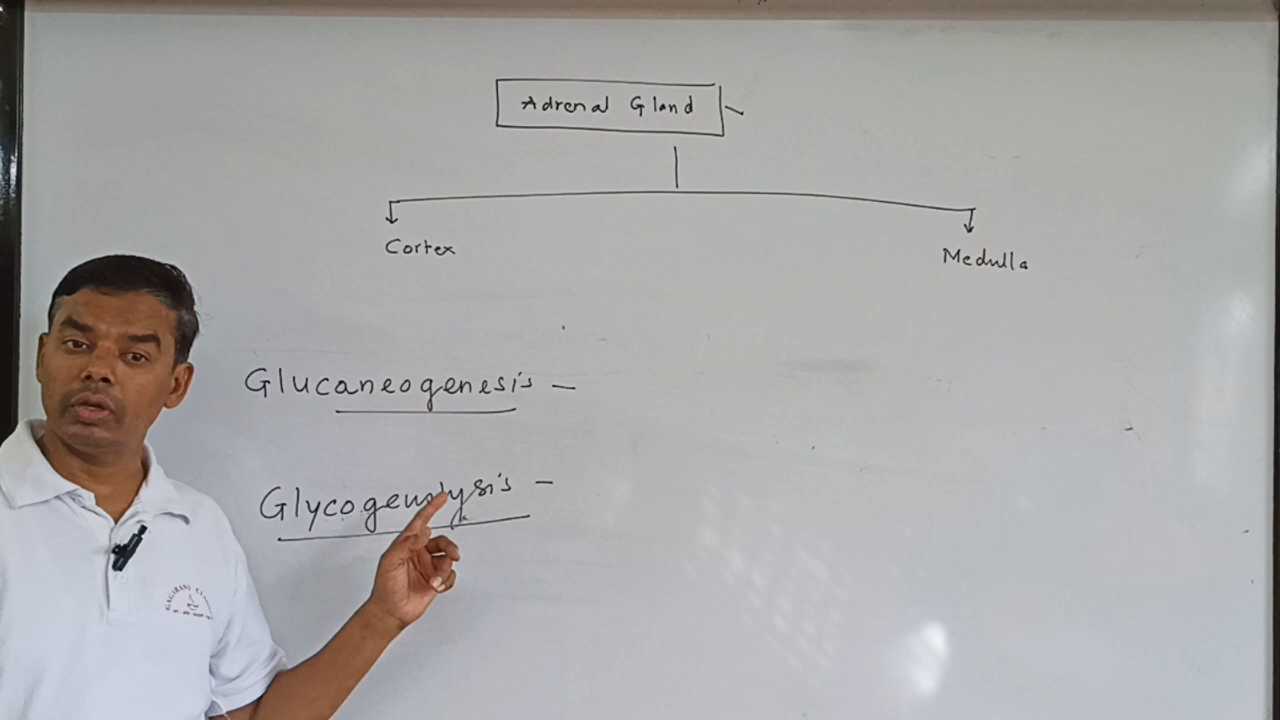 Adrenal Gland
Cortex
Medulla
Glucaneogenesis –
Glycogenolysis –